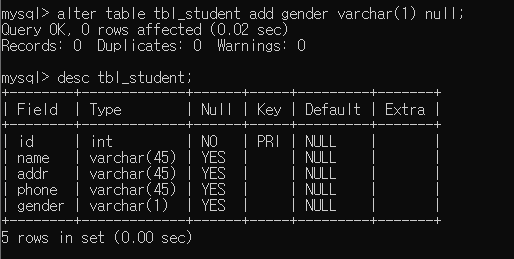 mysql> alter table tbl_student add gender varchar(1) null;
Query OK, 0 rows affected (0.02 sec)
Records: 0  Duplicates: 0  Warnings: 0

mysql> desc tbl_student;
+--------+-------------+------+-----+---------+-------+
| Field  | Type        | Null | Key | Default | Extra |
+--------+-------------+------+-----+---------+-------+
| id     | int         | NO   | PRI | NULL    |       |
| name   | varchar(45) | YES  |     | NULL    |       |
| addr   | varchar(45) | YES  |     | NULL    |       |
| phone  | varchar(45) | YES  |     | NULL    |       |
| gender | varchar(1)  | YES  |     | NULL    |       |
+--------+-------------+------+-----+---------+-------+
5 rows in set (0.00 sec)